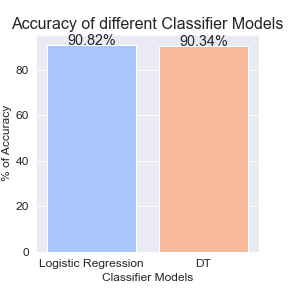 Accuracy of different Classifier Models
90.82%
90.34%
80
60
40
20
0
% of Accuracy
Logistic Regression
DT
Classifier Models